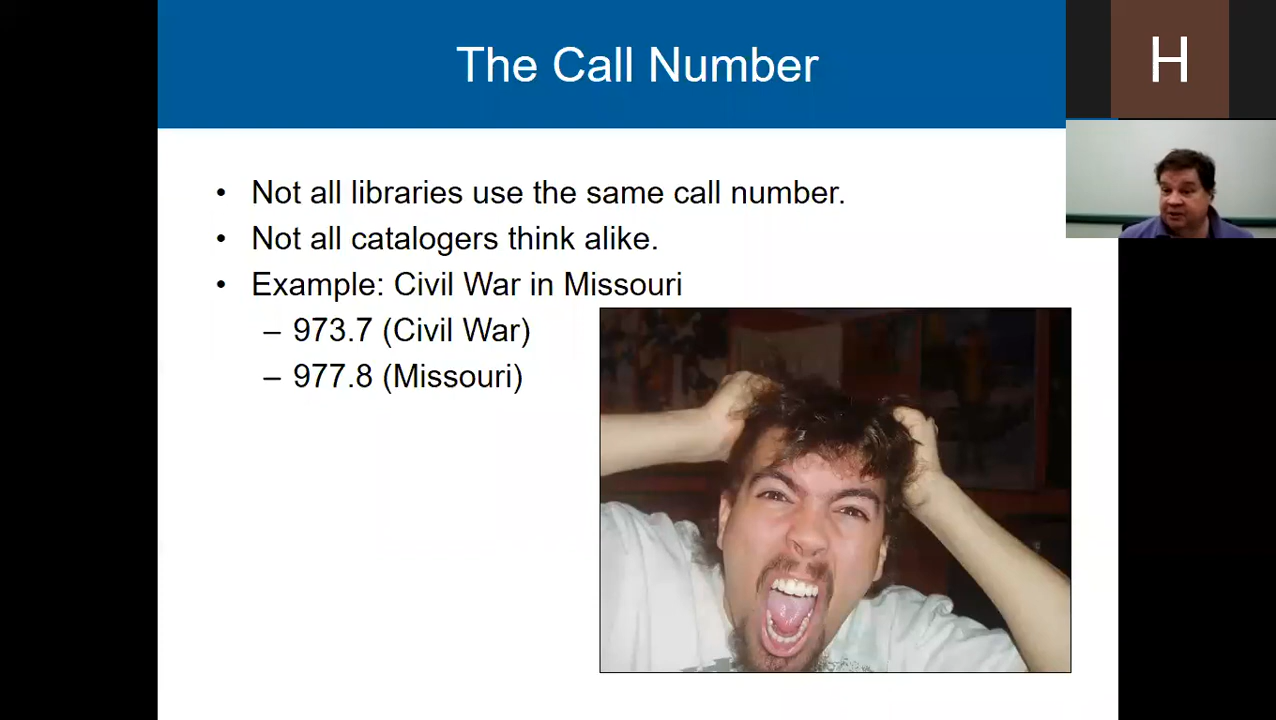 The Call Number
H
• Not all libraries use the same call number.
• Not all catalogers think alike.
• Example: Civil War in Missouri
– 973.7 (Civil War)
– 977.8 (Missouri)